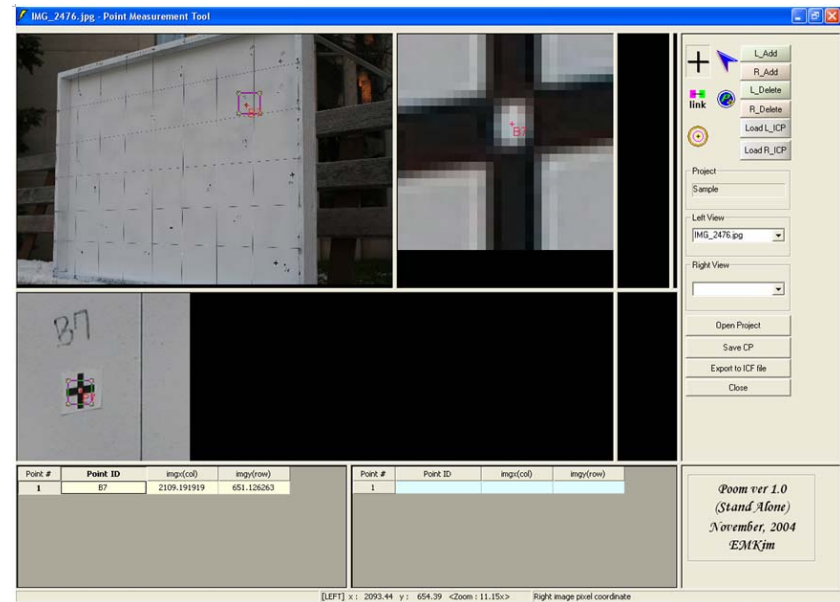 IMG_2476.jpg - Point Measurement Tool
B7
B7
L_Add
R_Add
link
L_Delete
R_Delete
Load L_ICP
Load R_ICP
Project
Sample
Left View
IMG_2476.jpg
Right View
B7
Open Project
Save CP
Export to ICF file
Close
Point # Point ID imgx(col) imgy(row)
1 B7 2109.191919 651.126263
Point # Point ID imgx(col) imgy(row)
1
Poom ver 1.0
(Stand Alone)
November, 2004
EMKim
[LEFT] x : 2093.44 y : 654.39 <Zoom : 11.15x> Right image pixel coordinate